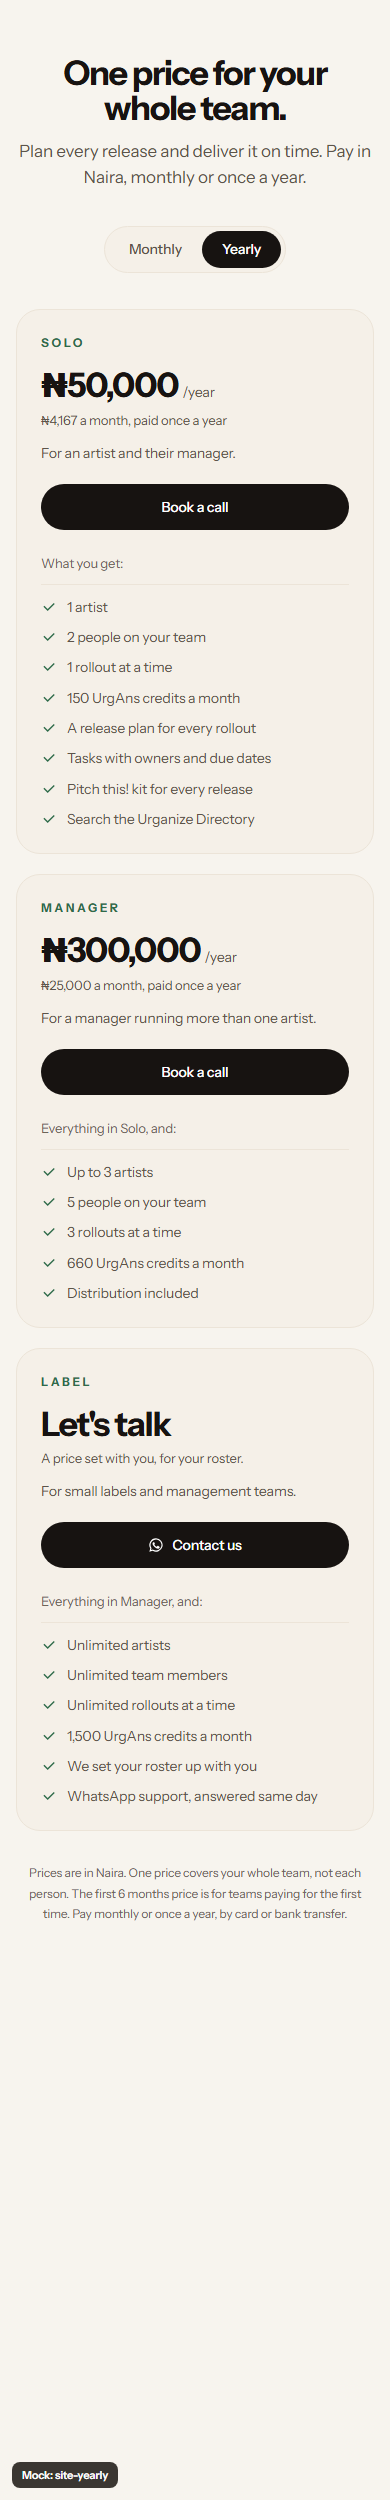 One price for your
whole team.
Plan every release and deliver it on time. Pay in
Naira, monthly or once a year.
Monthly
Yearly
SOLO
₦50,000 /year
₦4,167 a month, paid once a year
For an artist and their manager.
Book a call
What you get:
1 artist
2 people on your team
1 rollout at a time
150 UrgAns credits a month
A release plan for every rollout
Tasks with owners and due dates
Pitch this! kit for every release
Search the Urganize Directory
MANAGER
₦300,000 /year
₦25,000 a month, paid once a year
For a manager running more than one artist.
Book a call
Everything in Solo, and:
Up to 3 artists
5 people on your team
3 rollouts at a time
660 UrgAns credits a month
Distribution included
LABEL
Let's talk
A price set with you, for your roster.
For small labels and management teams.
Contact us
Everything in Manager, and:
Unlimited artists
Unlimited team members
Unlimited rollouts at a time
1,500 UrgAns credits a month
We set your roster up with you
WhatsApp support, answered same day
Prices are in Naira. One price covers your whole team, not each
person. The first 6 months price is for teams paying for the first
time. Pay monthly or once a year, by card or bank transfer.
Mock: site-yearly